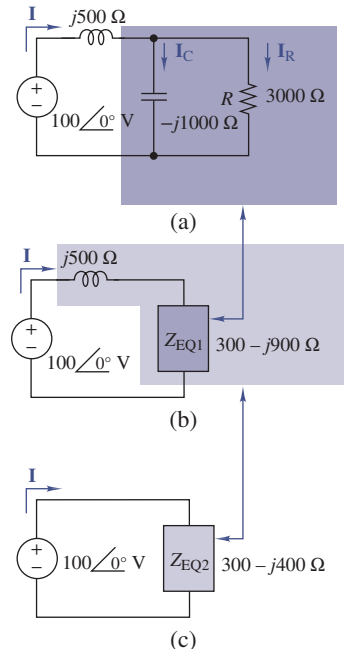 I
j500 Ω
I_C
I_R
+
−
100∠0° V
−j1000 Ω
R
3000 Ω
(a)
I
j500 Ω
+
−
100∠0° V
Z_EQ1
300 – j900 Ω
(b)
I
+
−
100∠0° V
Z_EQ2
300 – j400 Ω
(c)